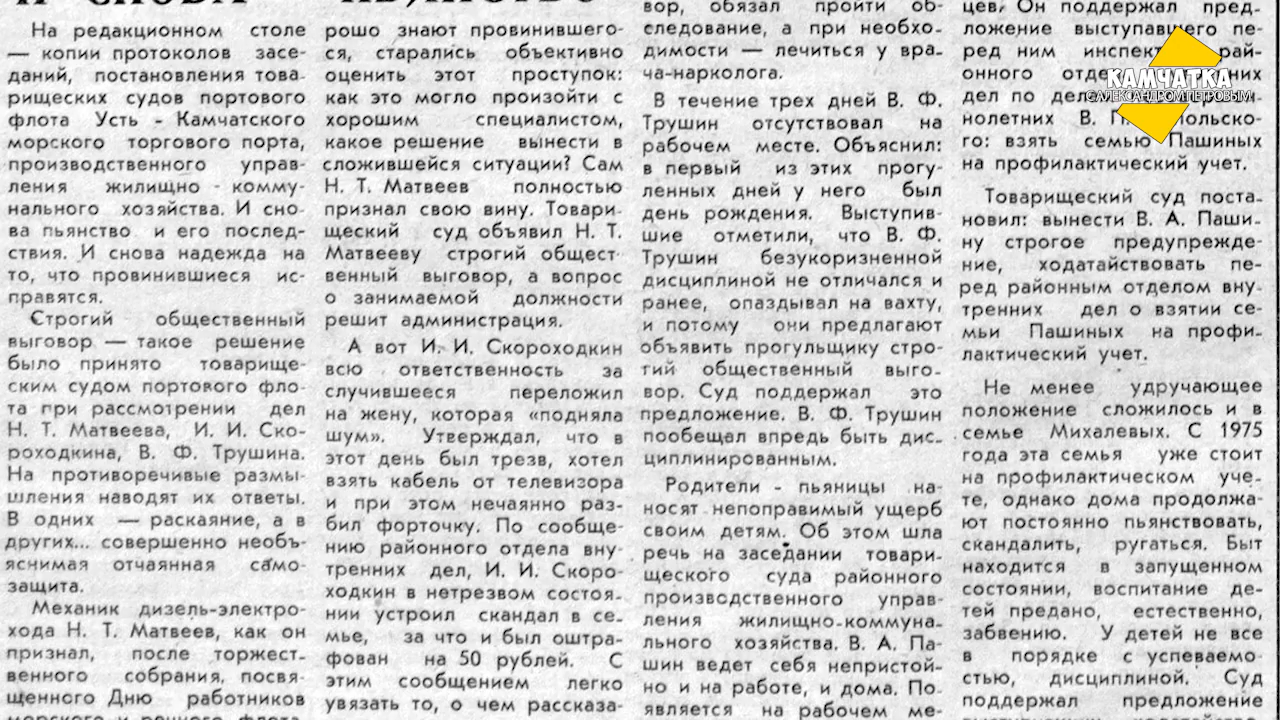 На редакционном столе
— копии протоколов засе-
даний, постановления това-
рищеских судов портового
флота Усть - Камчатского
морского торгового порта,
производственного управ-
ления жилищно - комму-
нального хозяйства. И сно-
ва пьянство и его послед-
ствия. И снова надежда на
то, что провинившиеся ис-
правятся.
Строгий общественный
выговор — такое решение
было принято товарище-
ским судом портового фло-
та при рассмотрении дел
Н. Т. Матвеева, И. И. Ско-
роходкина, В. Ф. Трушина.
На противоречивые размы-
шления наводят их ответы.
В одних — раскаяние, а в
других... совершенно необъ-
яснимая отчаянная само-
защита.
Механик дизель-электро-
хода Н. Т. Матвеев, как он
признал, после торжест-
венного собрания, посвя-
щенного Дню работников
морского и речного флота,
рошо знают провинившего-
ся, старались объективно
оценить этот проступок:
как это могло произойти с
хорошим специалистом,
какое решение вынести в
сложившейся ситуации? Сам
Н. Т. Матвеев полностью
признал свою вину. Товари-
щеский суд объявил Н. Т.
Матвееву строгий общест-
венный выговор, а вопрос
о занимаемой должности
решит администрация.
А вот И. И. Скороходкин
всю ответственность за
случившееся переложил
на жену, которая «подняла
шум». Утверждал, что в
этот день был трезв, хотел
взять кабель от телевизора
и при этом нечаянно раз-
бил форточку. По сообще-
нию районного отдела вну-
тренних дел, И. И. Скоро-
ходкин в нетрезвом состоя-
нии устроил скандал в се-
мье, за что и был оштра-
фован на 50 рублей. С
этим сообщением легко
увязать то, о чем рассказа-
вор, обязал пройти об-
следование, а при необхо-
димости — лечиться у вра-
ча-нарколога.
В течение трех дней В. Ф.
Трушин отсутствовал на
рабочем месте. Объяснил:
в первый из этих прогу-
ленных дней у него был
день рождения. Выступив-
шие отметили, что В. Ф.
Трушин безукоризненной
дисциплиной не отличался и
ранее, опаздывал на вахту,
и потому они предлагают
объявить прогульщику стро-
гий общественный выго-
вор. Суд поддержал это
предложение. В. Ф. Трушин
пообещал впредь быть дис-
циплинированным.
Родители - пьяницы на-
носят непоправимый ущерб
своим детям. Об этом шла
речь на заседании товари-
щеского суда районного
производственного управ-
ления жилищно-коммуна-
льного хозяйства. В. А. Па-
шин ведет себя непристой-
но и на работе, и дома. По-
является на рабочем ме-
цев. Он поддержал пред-
ложение выступавшего пе-
ред ним рай-
онного них
дел по
нолетних В. ольско-
го: взять семью Пашиных
на профилактический учет.
Товарищеский суд поста-
новил: вынести В. А. Паши-
ну строгое предупрежде-
ние, ходатайствовать пе-
ред районным отделом вну-
тренних дел о взятии се-
мьи Пашиных на профи-
лактический учет.
Не менее удручающее
положение сложилось и в
семье Михалевых. С 1975
года эта семья уже стоит
на профилактическом уче-
те, однако дома продолжа-
ют постоянно пьянствовать,
скандалить, ругаться. Быт
находится в запущенном
состоянии, воспитание де-
тей предано, естественно,
забвению. У детей не все
в порядке с успеваемо-
стью, дисциплиной. Суд
поддержал предложение
КАМЧАТКА
С АЛЕКСАНДРОМ ПЕТРОВЫМ